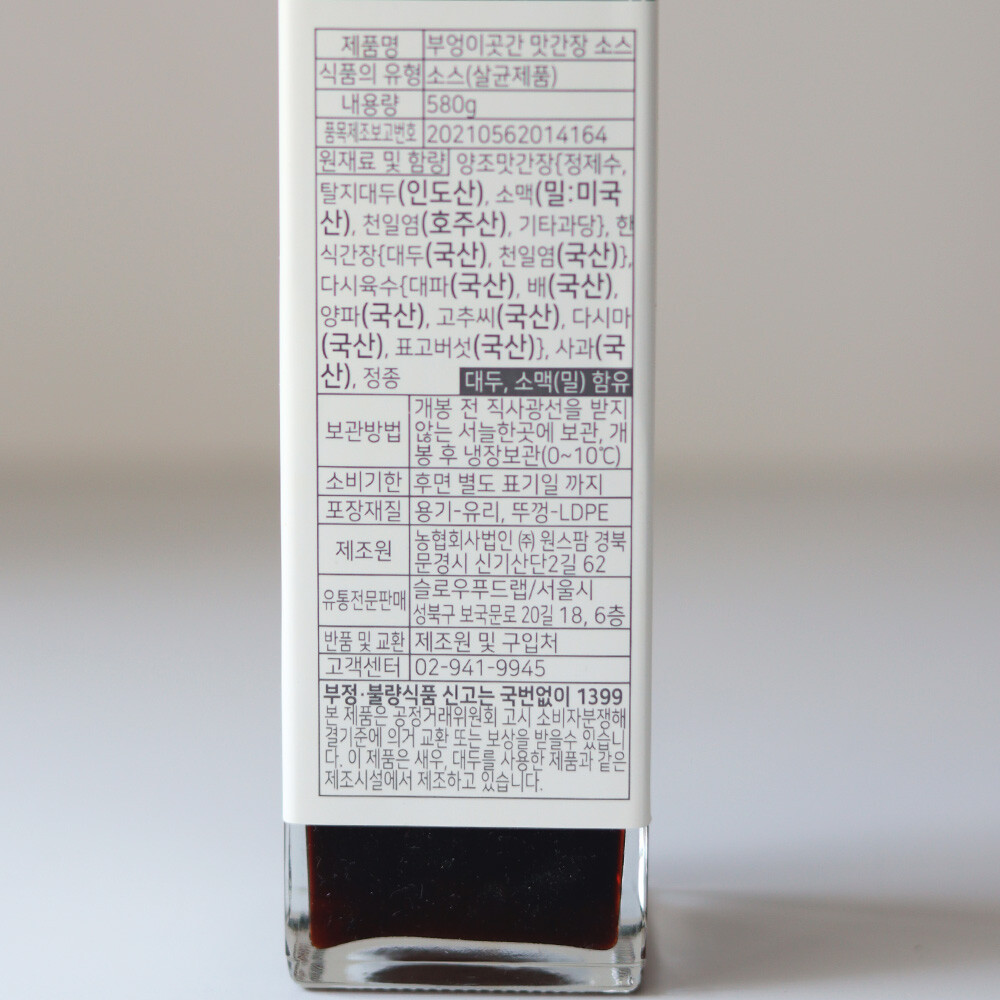 제품명 부엉이곳간 맛간장 소스
식품의 유형 소스(살균제품)
내용량 580g
품목제조보고번호 20210562014164
원재료 및 함량 양조맛간장{정제수,
탈지대두(인도산), 소맥(밀:미국
산), 천일염(호주산), 기타과당}, 한
식간장{대두(국산), 천일염(국산)},
다시육수{대파(국산), 배(국산),
양파(국산), 고추씨(국산), 다시마
(국산), 표고버섯(국산)}, 사과(국
산), 정종 대두, 소맥(밀) 함유
보관방법 개봉 전 직사광선을 받지
않는 서늘한곳에 보관, 개
봉 후 냉장보관(0~10℃)
소비기한 후면 별도 표기일 까지
포장재질 용기-유리, 뚜껑-LDPE
제조원 농협회사법인 ㈜ 원스팜 경북
문경시 신기산단2길 62
유통전문판매 슬로우푸드랩/서울시
성북구 보국문로 20길 18, 6층
반품 및 교환 제조원 및 구입처
고객센터 02-941-9945
부정·불량식품 신고는 국번없이 1399
본 제품은 공정거래위원회 고시 소비자분쟁해
결기준에 의거 교환 또는 보상을 받을수 있습니
다. 이 제품은 새우, 대두를 사용한 제품과 같은
제조시설에서 제조하고 있습니다.